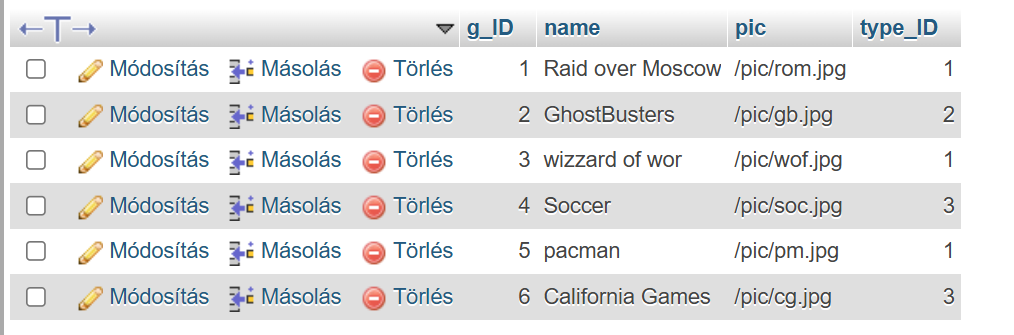 g_ID name pic type_ID
Módosítás Másolás Törlés 1 Raid over Moscow /pic/rom.jpg 1
Módosítás Másolás Törlés 2 GhostBusters /pic/gb.jpg 2
Módosítás Másolás Törlés 3 wizzard of wor /pic/wof.jpg 1
Módosítás Másolás Törlés 4 Soccer /pic/soc.jpg 3
Módosítás Másolás Törlés 5 pacman /pic/pm.jpg 1
Módosítás Másolás Törlés 6 California Games /pic/cg.jpg 3